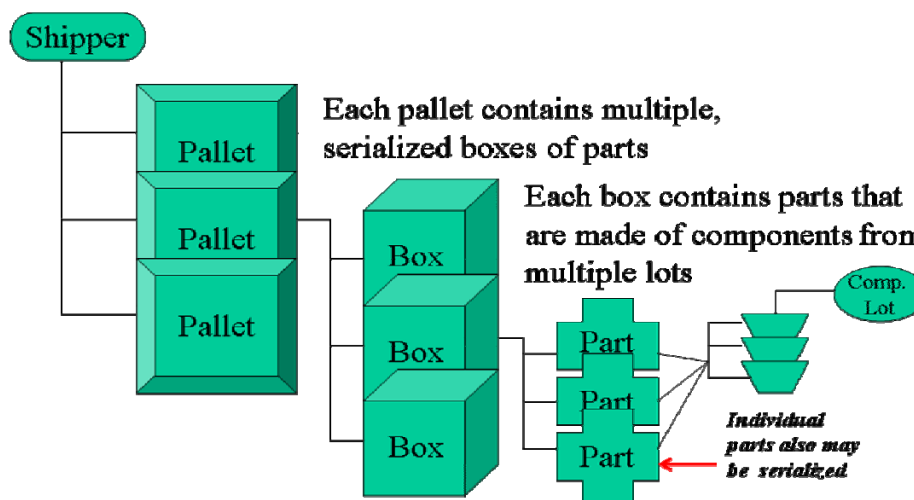 Shipper
Each pallet contains multiple,
serialized boxes of parts
Pallet
Pallet
Pallet
Each box contains parts that
are made of components from
multiple lots
Box
Box
Box
Comp.
Lot
Part
Part
Part
Individual
parts also may
be serialized